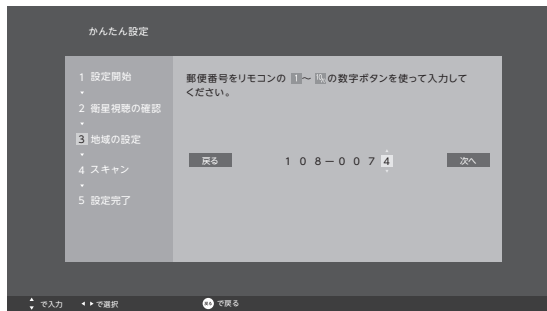 かんたん設定
1 設定開始
2 衛星視聴の確認
3 地域の設定
4 スキャン
5 設定完了
郵便番号をリモコンの 1 ～ 10 の数字ボタンを使って入力して
ください。
戻る 108－0074 次へ
で入力 で選択 戻る で戻る